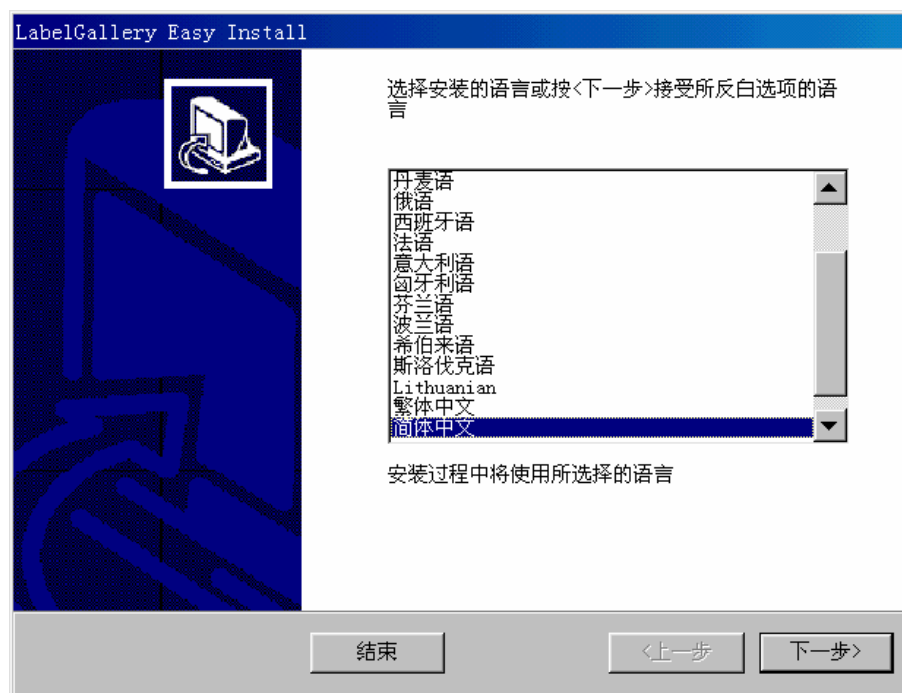 LabelGallery Easy Install
选择安装的语言或按<下一步>接受所反白选项的语
言
丹麦语
俄语
西班牙语
法语
意大利语
匈牙利语
芬兰语
波兰语
希伯来语
斯洛伐克语
Lithuanian
繁体中文
简体中文
安装过程中将使用所选择的语言
结束
<上一步
下一步>